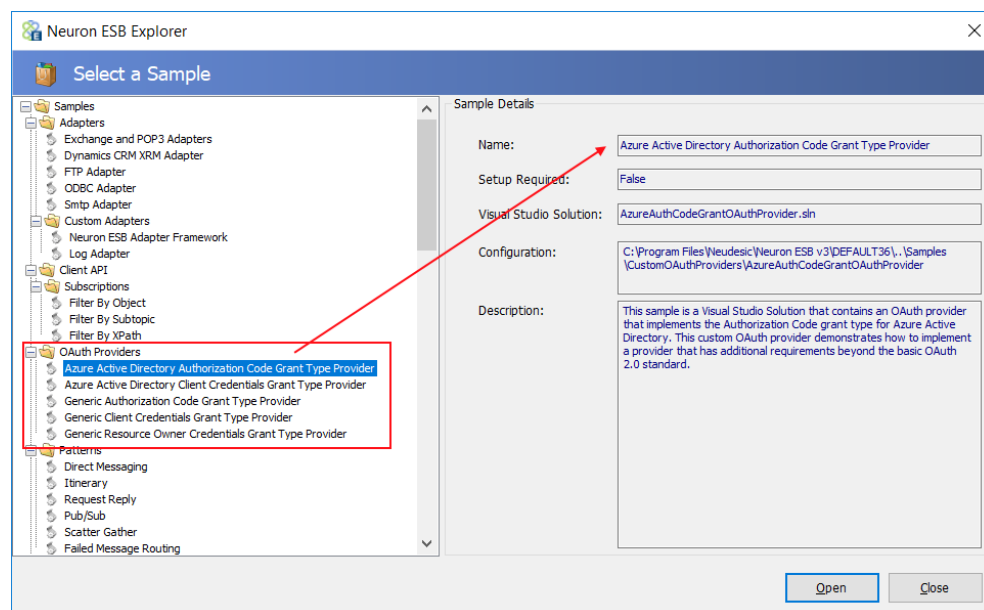 Neuron ESB Explorer
Select a Sample
Samples
Adapters
Exchange and POP3 Adapters
Dynamics CRM XRM Adapter
FTP Adapter
ODBC Adapter
Smtp Adapter
Custom Adapters
Neuron ESB Adapter Framework
Log Adapter
Client API
Subscriptions
Filter By Object
Filter By Subtopic
Filter By XPath
OAuth Providers
Azure Active Directory Authorization Code Grant Type Provider
Azure Active Directory Client Credentials Grant Type Provider
Generic Authorization Code Grant Type Provider
Generic Client Credentials Grant Type Provider
Generic Resource Owner Credentials Grant Type Provider
Patterns
Direct Messaging
Itinerary
Request Reply
Pub/Sub
Scatter Gather
Failed Message Routing
Sample Details
Name:
Azure Active Directory Authorization Code Grant Type Provider
Setup Required:
False
Visual Studio Solution:
AzureAuthCodeGrantOAuthProvider.sln
Configuration:
C:\Program Files\Neudesic\Neuron ESB v3\DEFAULT36\..\Samples
\CustomOAuthProviders\AzureAuthCodeGrantOAuthProvider
Description:
This sample is a Visual Studio Solution that contains an OAuth provider
that implements the Authorization Code grant type for Azure Active
Directory. This custom OAuth provider demonstrates how to implement
a provider that has additional requirements beyond the basic OAuth
2.0 standard.
Open
Close